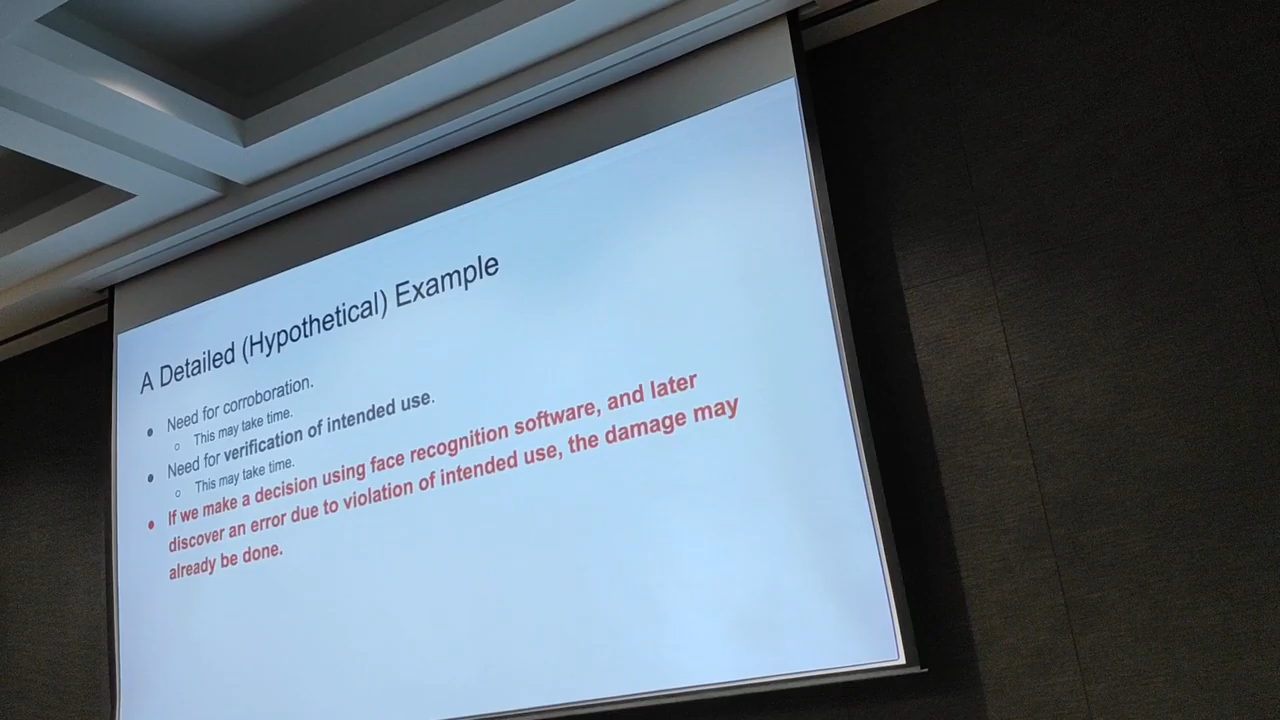 A Detailed (Hypothetical) Example
● Need for corroboration.
○ This may take time.
● Need for verification of intended use.
○ This may take time.
● If we make a decision using face recognition software, and later
discover an error due to violation of intended use, the damage may
already be done.